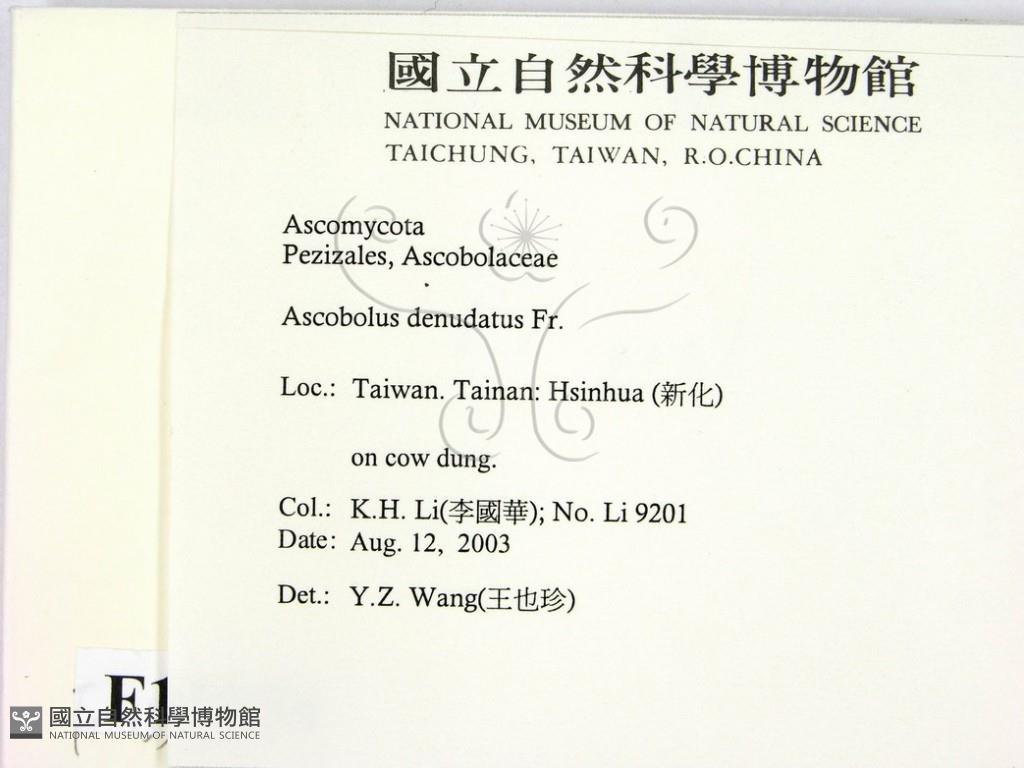 國立自然科學博物館
NATIONAL MUSEUM OF NATURAL SCIENCE
TAICHUNG, TAIWAN, R.O.CHINA
Ascomycota
Pezizales, Ascobolaceae
Ascobolus denudatus Fr.
Loc.: Taiwan. Tainan: Hsinhua (新化)
on cow dung.
Col.: K.H. Li(李國華); No. Li 9201
Date: Aug. 12, 2003
Det.: Y.Z. Wang(王也珍)
F1
國立自然科學博物館
NATIONAL MUSEUM OF NATURAL SCIENCE